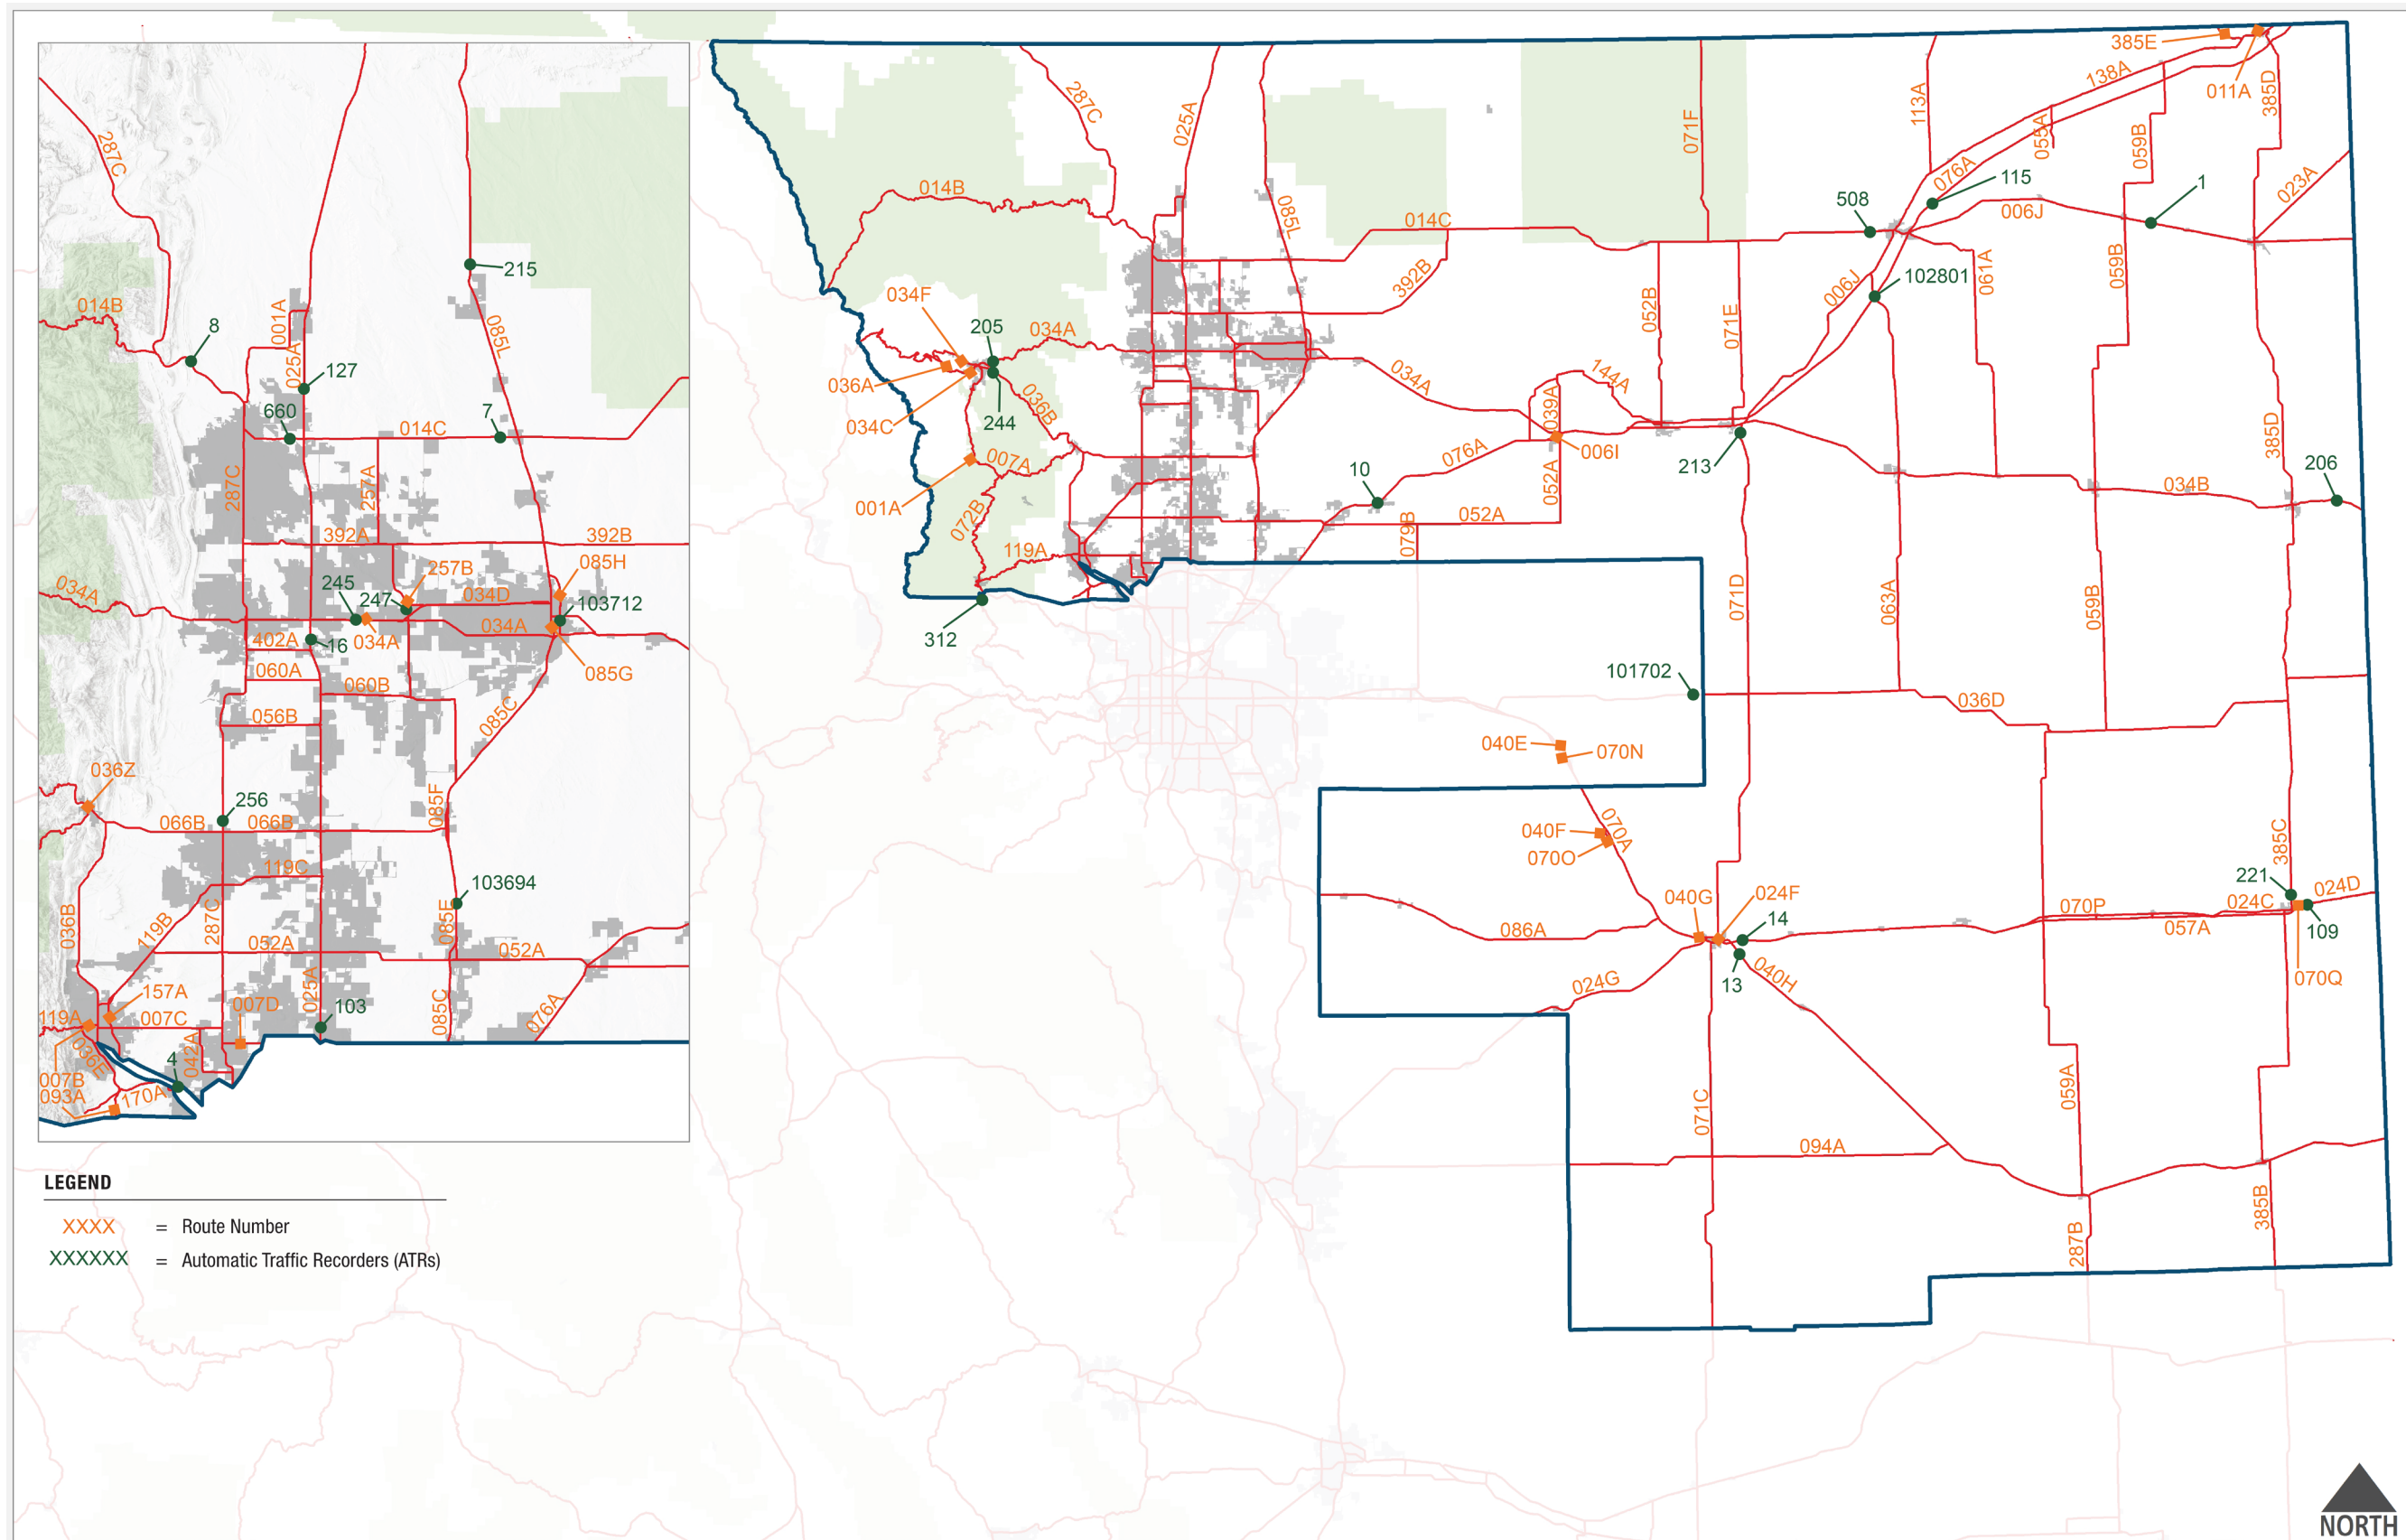 287C
014B
8
001A
025A
127
660
7
014C
215
085L
287C
257A
392A
392B
034A
245
247
257B
034D
085H
103712
402A
16
034A
034A
085G
060A
060B
056B
085C
036Z
256
066B
066B
085F
119C
103694
036B
119B
287C
085E
052A
052A
025A
157A
007D
103
085C
076A
119A
007C
036E
042A
4
007B
093A
170A
LEGEND
XXXX = Route Number
XXXXXX = Automatic Traffic Recorders (ATRs)
287C
025A
014B
085L
014C
392B
071F
113A
385E
138A
011A
385D
055A
059B
076A
115
508
006J
1
023A
034F
205
034A
036A
034C
244
036B
007A
001A
072B
119A
312
034A
052B
071E
006J
102801
061A
059B
144A
039A
006I
076A
10
052A
052A
079B
213
385D
206
034B
071D
063A
059B
101702
036D
040E
070N
040F
070O
070A
385C
040G
024F
14
086A
13
040H
024G
070P
057A
221
024C
024D
109
070Q
071C
059A
094A
287B
385B
NORTH